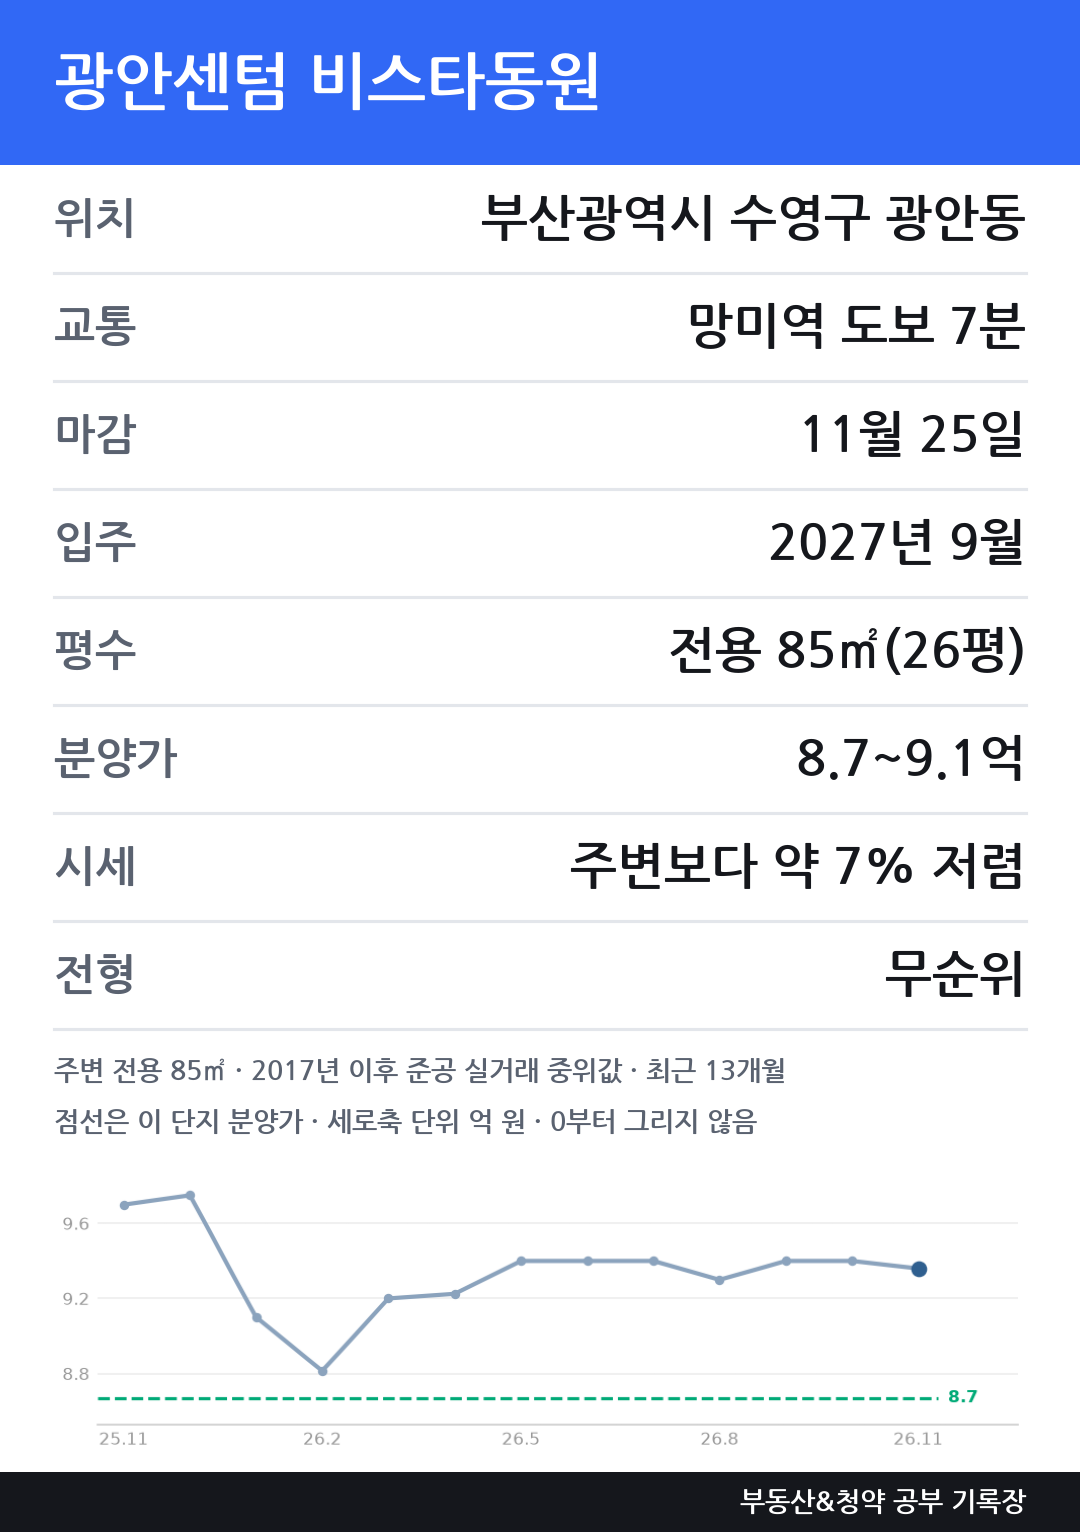 광안센텀 비스타동원
위치 부산광역시 수영구 광안동
교통 망미역 도보 7분
마감 11월 25일
입주 2027년 9월
평수 전용 85㎡(26평)
분양가 8.7~9.1억
시세 주변보다 약 7% 저렴
전형 무순위
주변 전용 85㎡ · 2017년 이후 준공 실거래 중위값 · 최근 13개월
점선은 이 단지 분양가 · 세로축 단위 억 원 · 0부터 그리지 않음
9.6
9.2
8.8
8.7
25.11 26.2 26.5 26.8 26.11
부동산&청약 공부 기록장